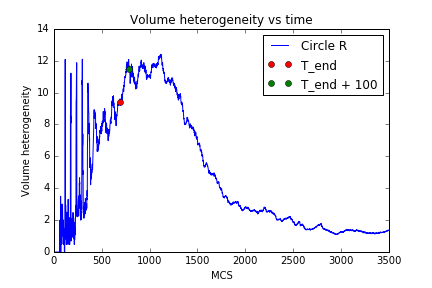 Volume heterogeneity vs time
14
12
10
8
6
4
2
0
Volume heterogeneity
Circle R
T_end
T_end + 100
0 500 1000 1500 2000 2500 3000 3500
MCS